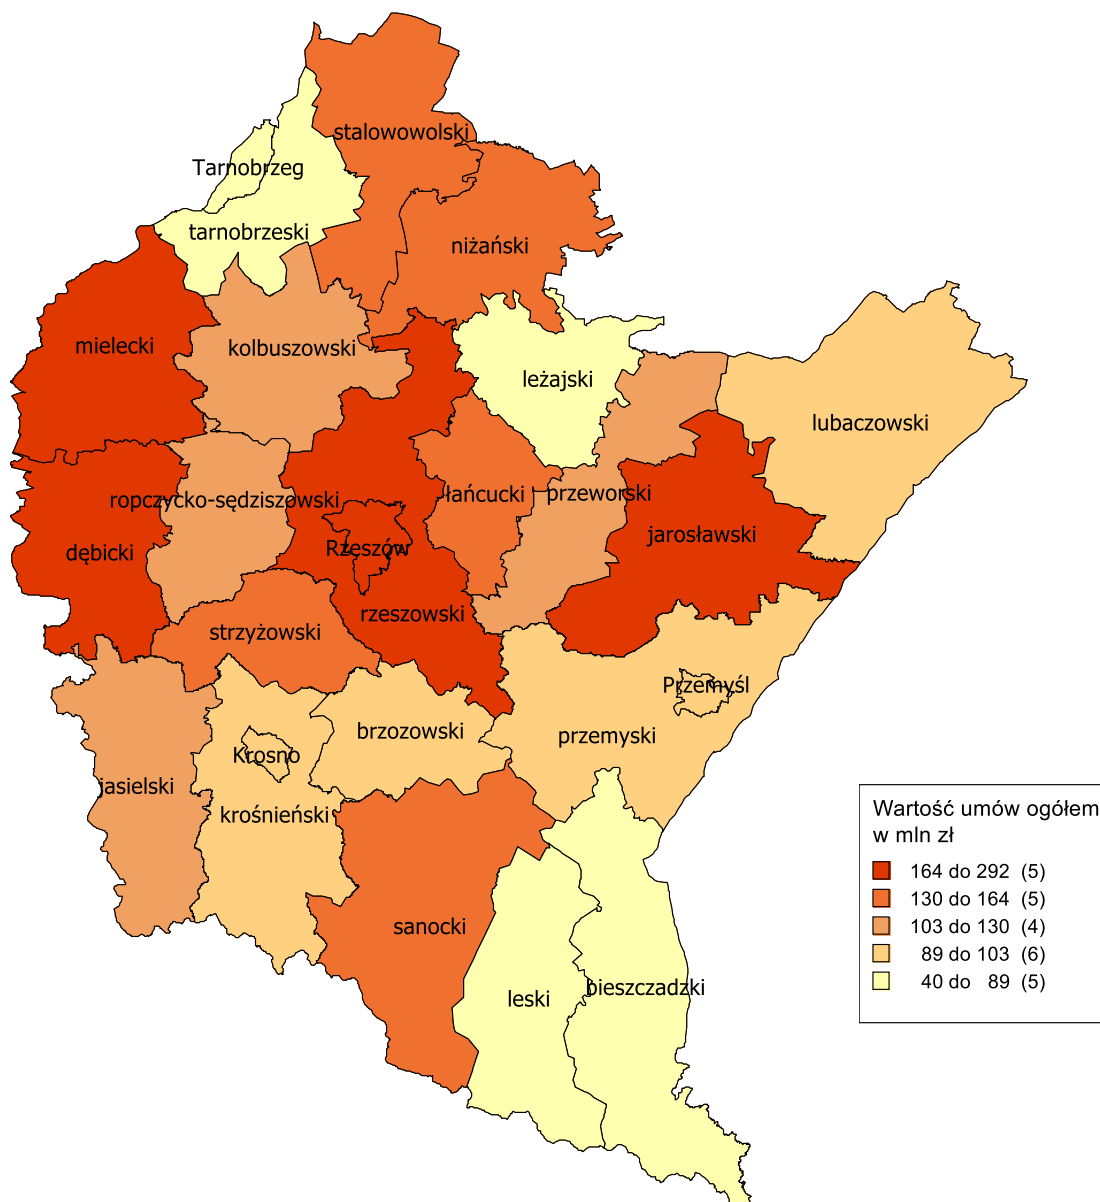 stalowowolski
Tarnobrzeg
tarnobrzeski
niżański
mielecki
kolbuszowski
leżajski
lubaczowski
ropczycko-sędziszowski
łańcucki
przeworski
jarosławski
dębicki
Rzeszów
rzeszowski
strzyżowski
Przemyśl
brzozowski
przemyski
Krosno
jasielski
krośnieński
sanocki
leski
bieszczadzki
Wartość umów ogółem
w mln zł
164 do 292 (5)
130 do 164 (5)
103 do 130 (4)
89 do 103 (6)
40 do 89 (5)